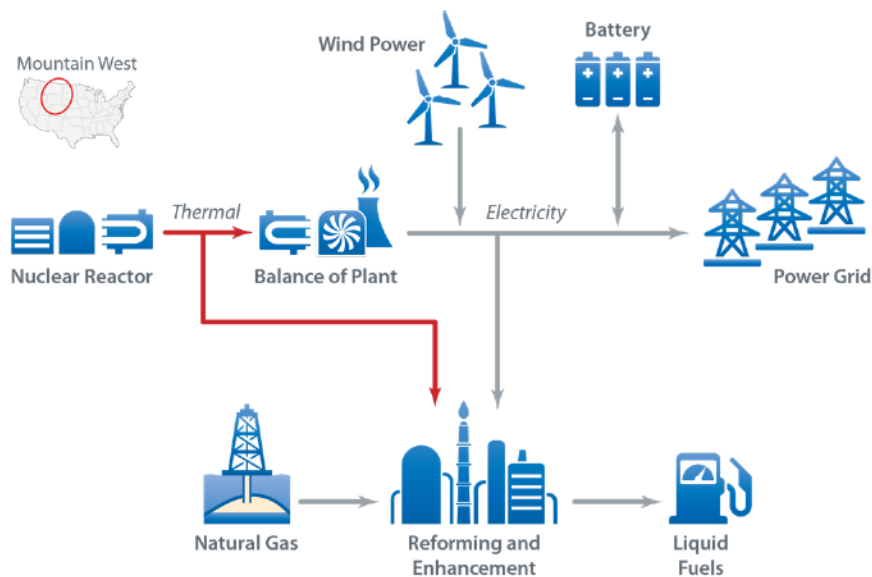 Wind Power
Battery
Mountain West
Thermal
Electricity
Nuclear Reactor
Balance of Plant
Power Grid
Natural Gas
Reforming and
Enhancement
Liquid
Fuels